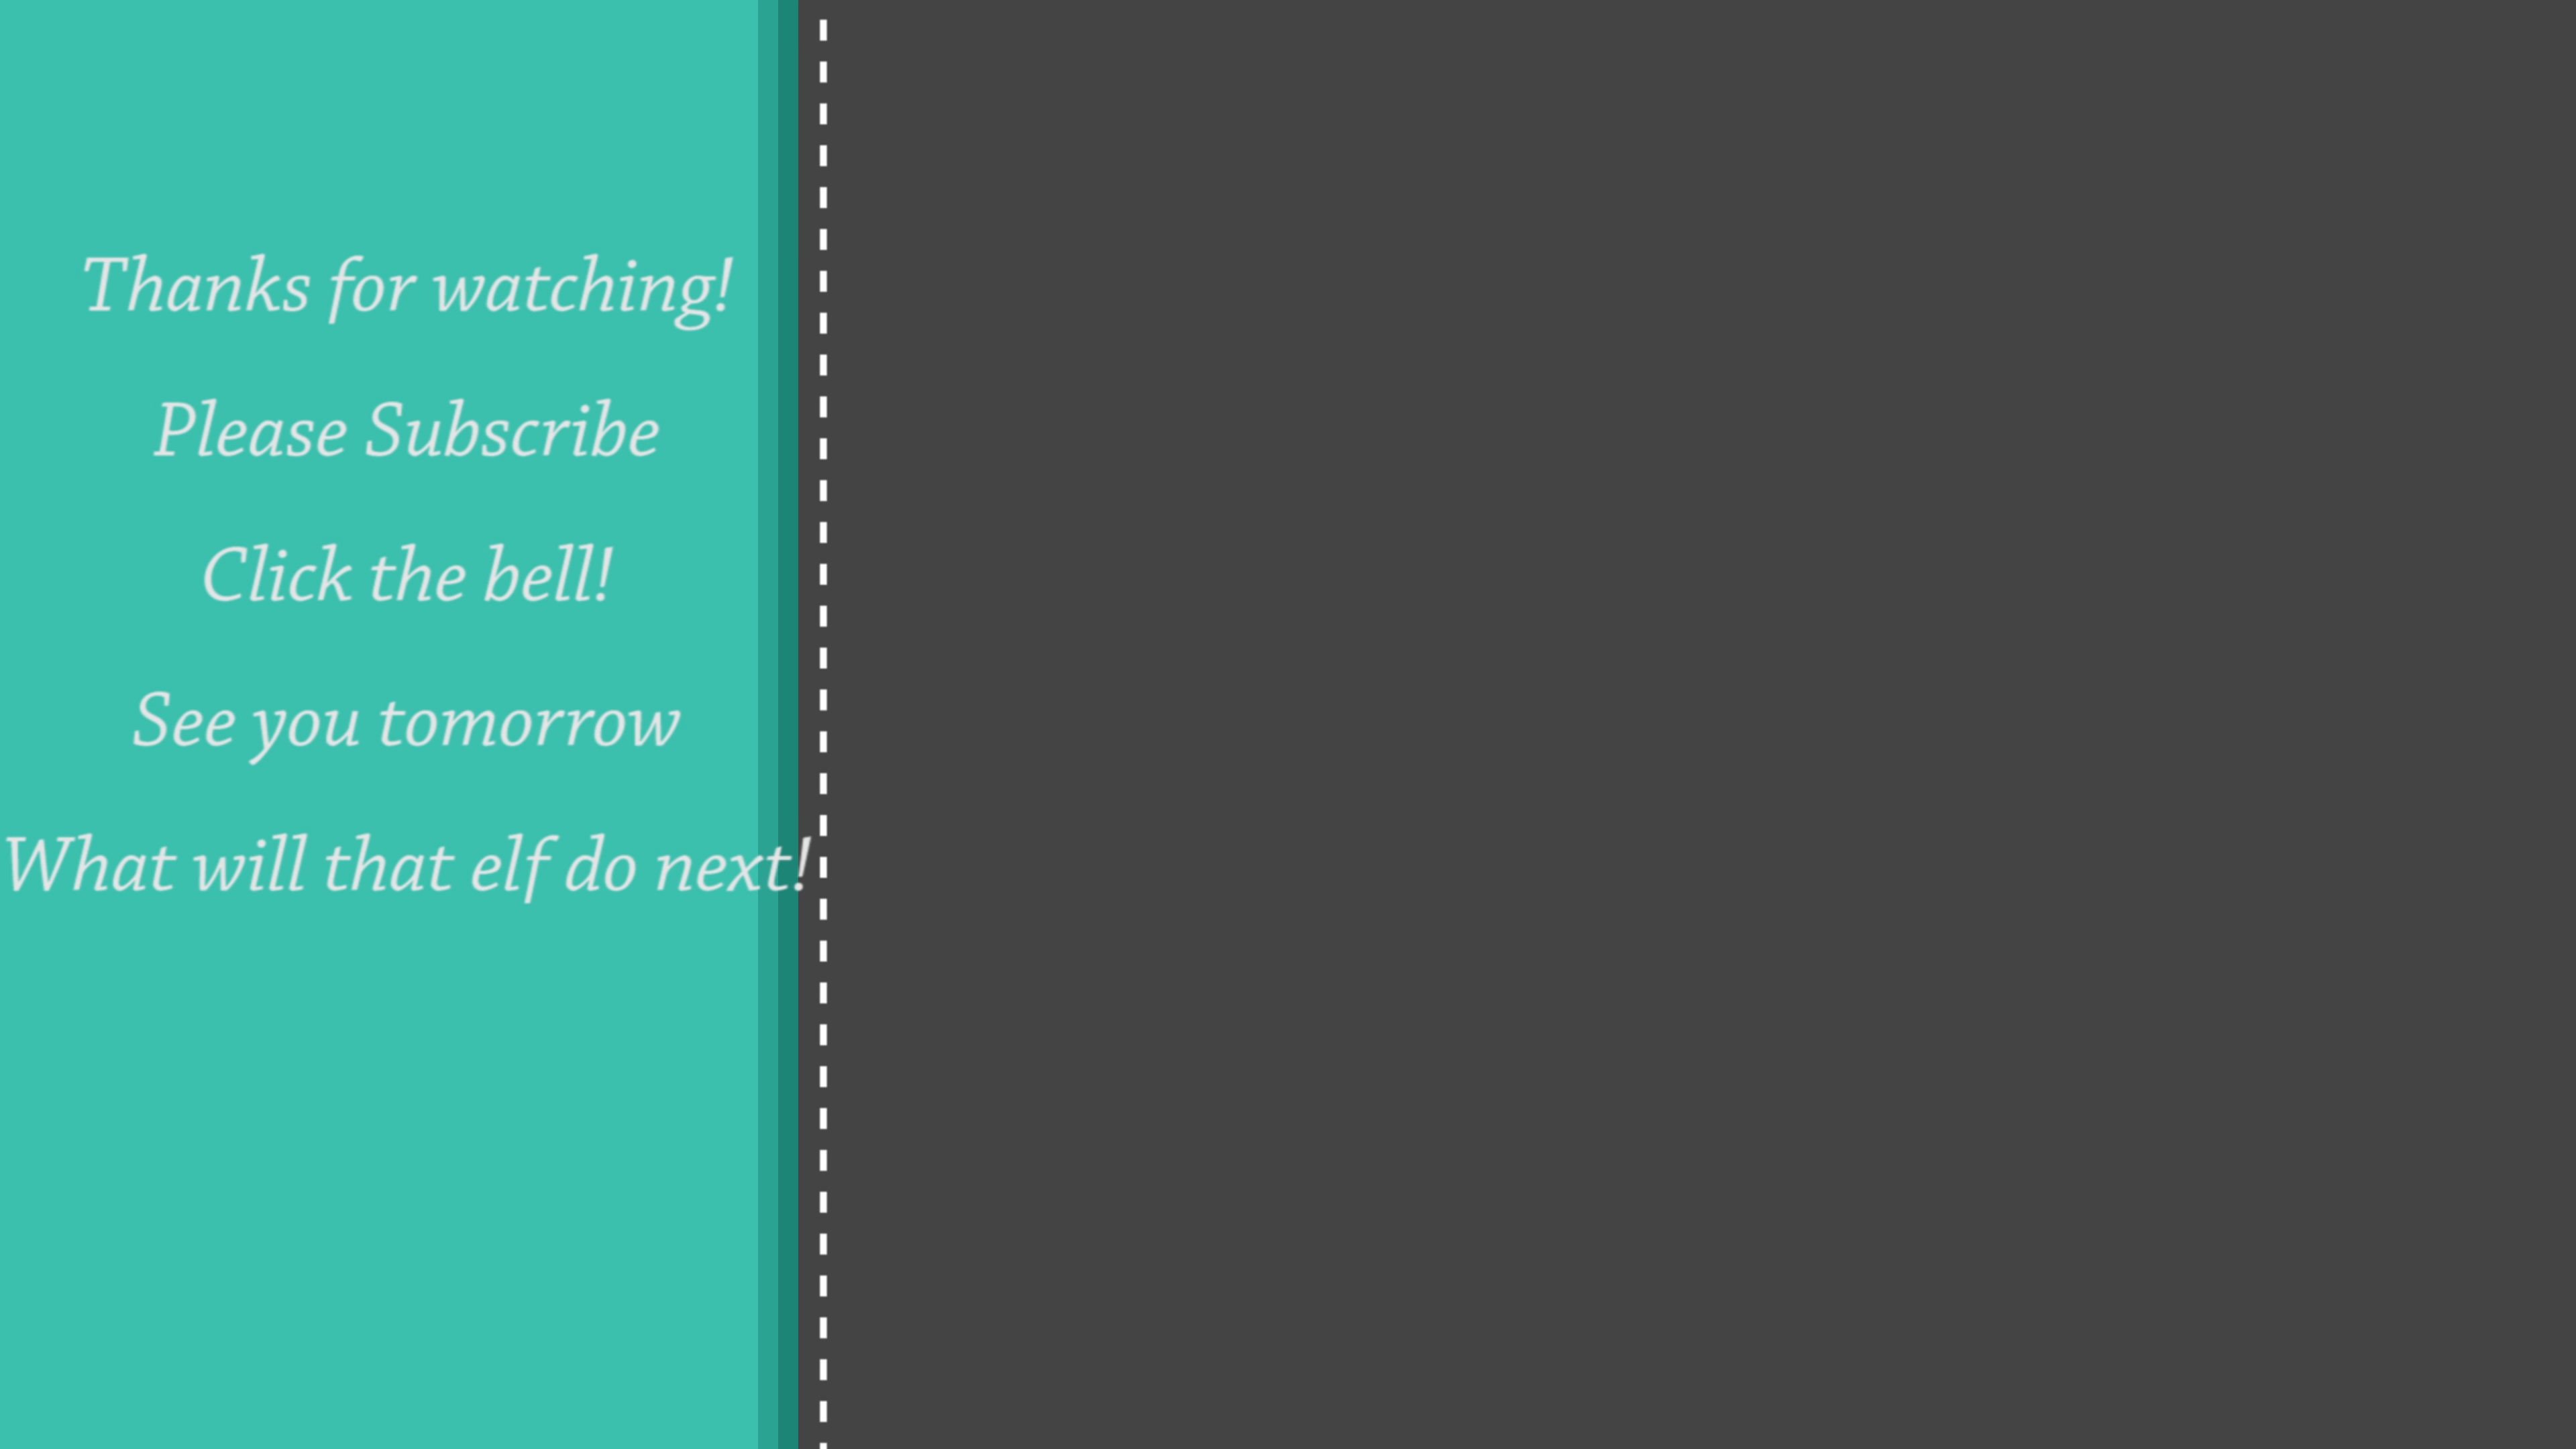 Thanks for watching!
Please Subscribe
Click the bell!
See you tomorrow
What will that elf do next!